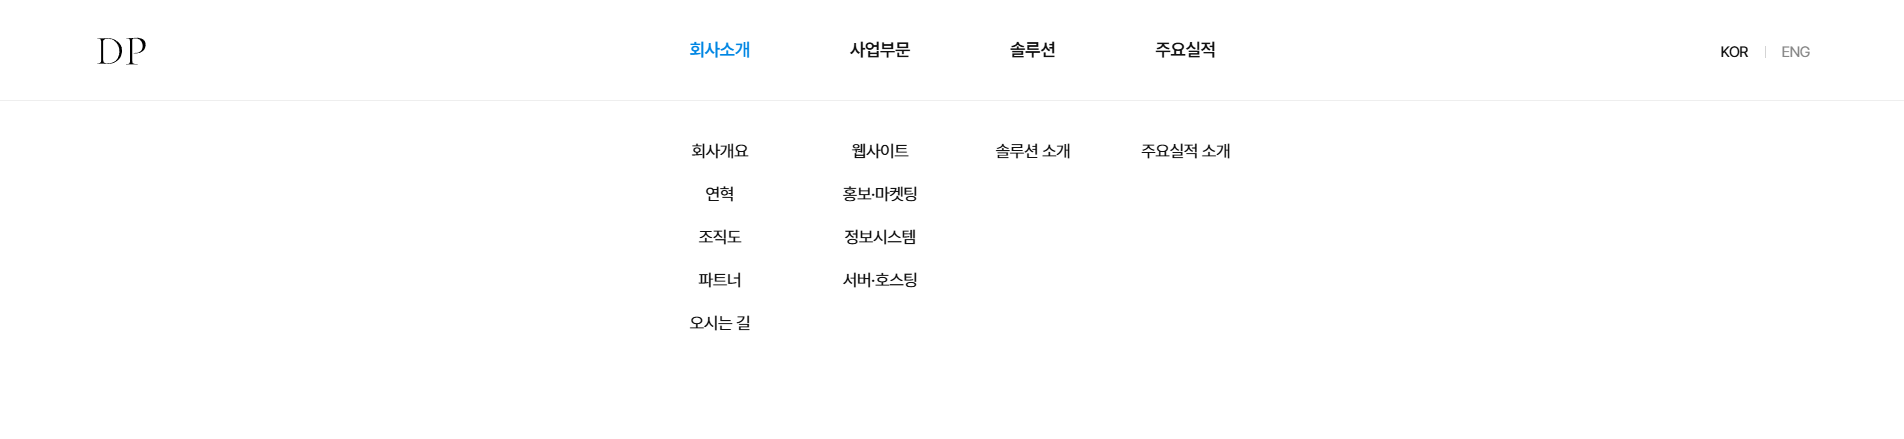 DP
회사소개 사업부문 솔루션 주요실적 KOR ENG
회사개요 웹사이트 솔루션 소개 주요실적 소개
연혁 홍보·마켓팅
조직도 정보시스템
파트너 서버·호스팅
오시는 길